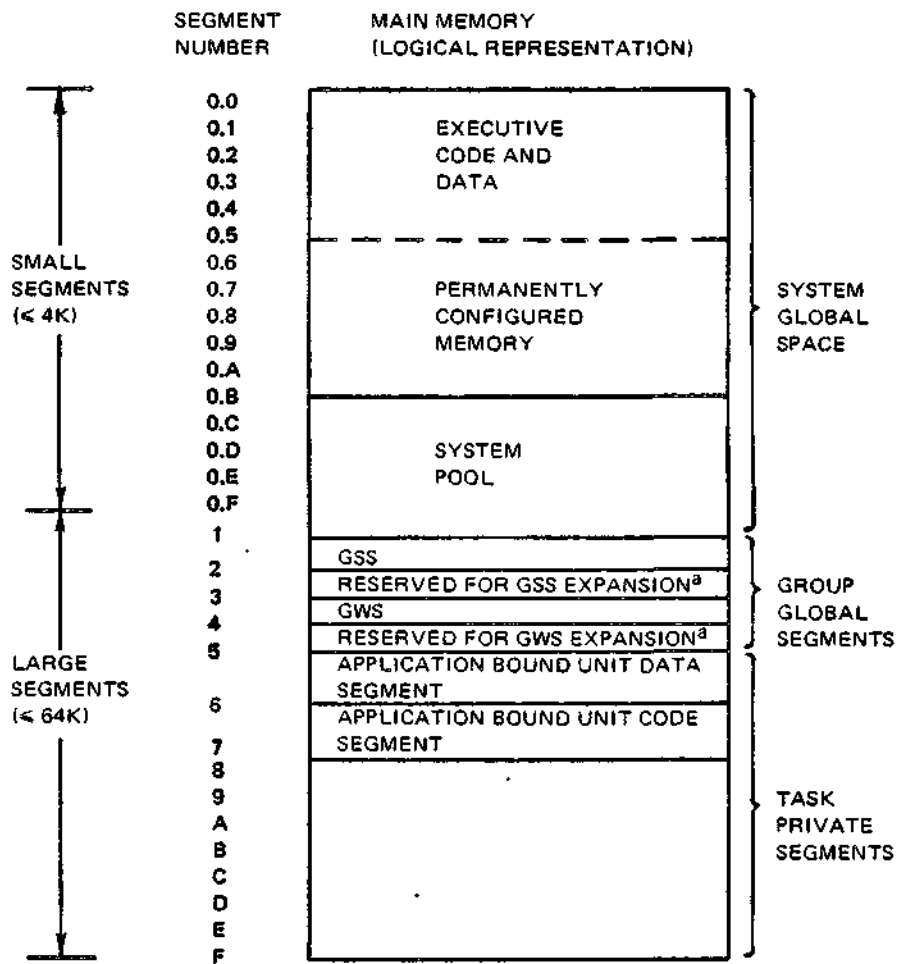 SEGMENT NUMBER
MAIN MEMORY
(LOGICAL REPRESENTATION)
SMALL
SEGMENTS
(≤ 4K)
LARGE
SEGMENTS
(≤ 64K)
0.0
0.1
0.2
0.3
0.4
0.5
0.6
0.7
0.8
0.9
0.A
0.B
0.C
0.D
0.E
0.F
1
2
3
4
5
6
7
8
9
A
B
C
D
E
F
EXECUTIVE
CODE AND
DATA
PERMANENTLY
CONFIGURED
MEMORY
SYSTEM
POOL
GSS
RESERVED FOR GSS EXPANSIONª
GWS
RESERVED FOR GWS EXPANSIONª
APPLICATION BOUND UNIT DATA
SEGMENT
APPLICATION BOUND UNIT CODE
SEGMENT
SYSTEM
GLOBAL
SPACE
GROUP
GLOBAL
SEGMENTS
TASK
PRIVATE
SEGMENTS